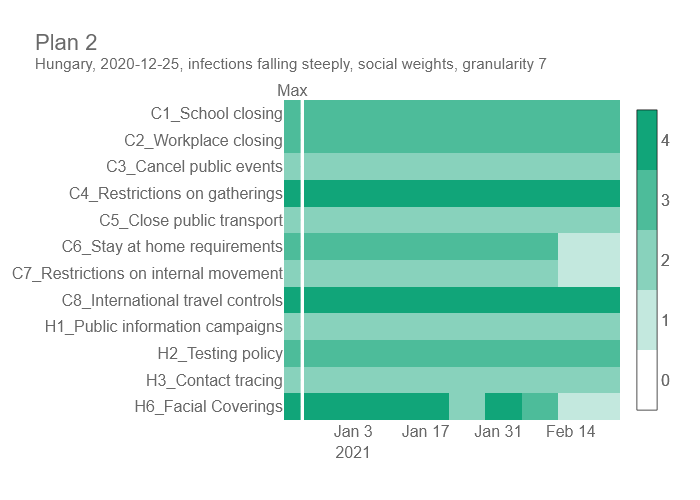 Plan 2
Hungary, 2020-12-25, infections falling steeply, social weights, granularity 7
Max
C1_School closing
C2_Workplace closing
C3_Cancel public events
C4_Restrictions on gatherings
C5_Close public transport
C6_Stay at home requirements
C7_Restrictions on internal movement
C8_International travel controls
H1_Public information campaigns
H2_Testing policy
H3_Contact tracing
H6_Facial Coverings
Jan 3 Jan 17 Jan 31 Feb 14
2021
4
3
2
1
0